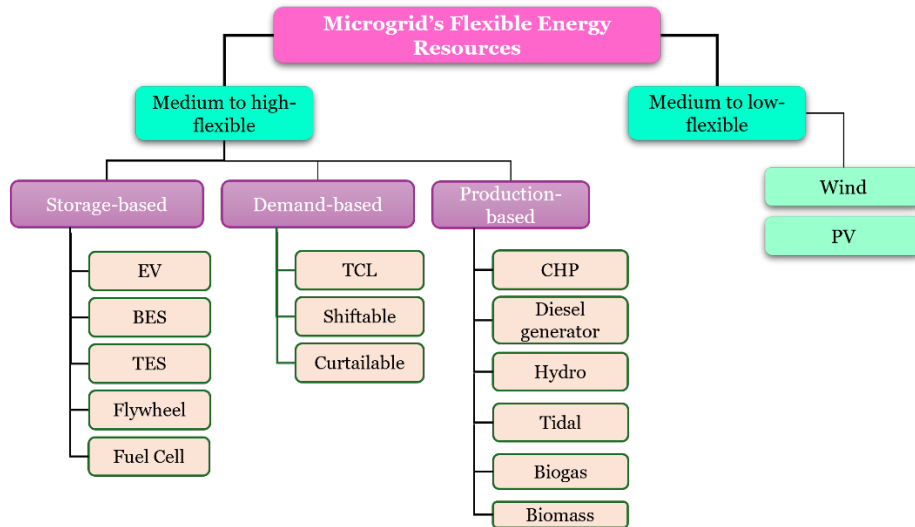 Microgrid's Flexible Energy
Resources
Medium to high-
flexible
Medium to low-
flexible
Storage-based
Demand-based
Production-
based
Wind
PV
EV
BES
TES
Flywheel
Fuel Cell
TCL
Shiftable
Curtailable
CHP
Diesel
generator
Hydro
Tidal
Biogas
Biomass